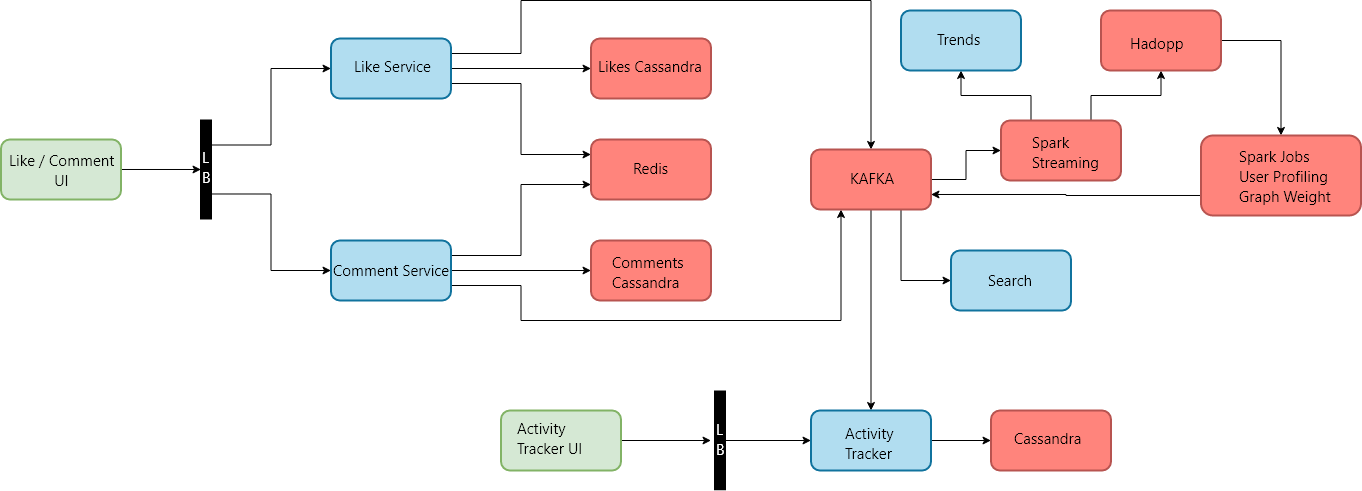 Trends
Hadopp
Like Service
Likes Cassandra
Like / Comment
UI
L
B
Redis
KAFKA
Spark
Streaming
Spark Jobs
User Profiling
Graph Weight
Comment Service
Comments
Cassandra
Search
Activity
Tracker UI
L
B
Activity
Tracker
Cassandra